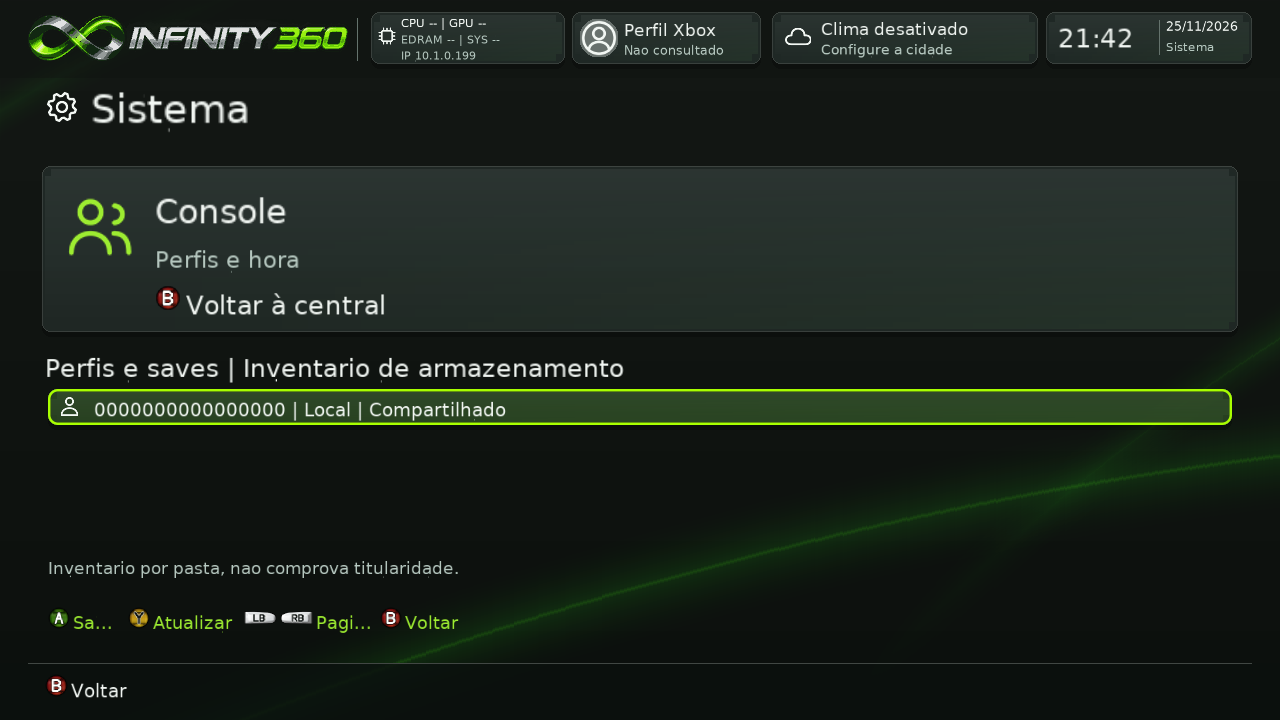 INFINITY 360
CPU -- | GPU --
EDRAM -- | SYS --
IP 10.1.0.199
Perfil Xbox
Nao consultado
Clima desativado
Configure a cidade
21:42
25/11/2026
Sistema
Sistema
Console
Perfis e hora
B Voltar à central
Perfis e saves | Inventario de armazenamento
0000000000000000 | Local | Compartilhado
Inventario por pasta, nao comprova titularidade.
A Sa... Y Atualizar LB RB Pagi... B Voltar
B Voltar